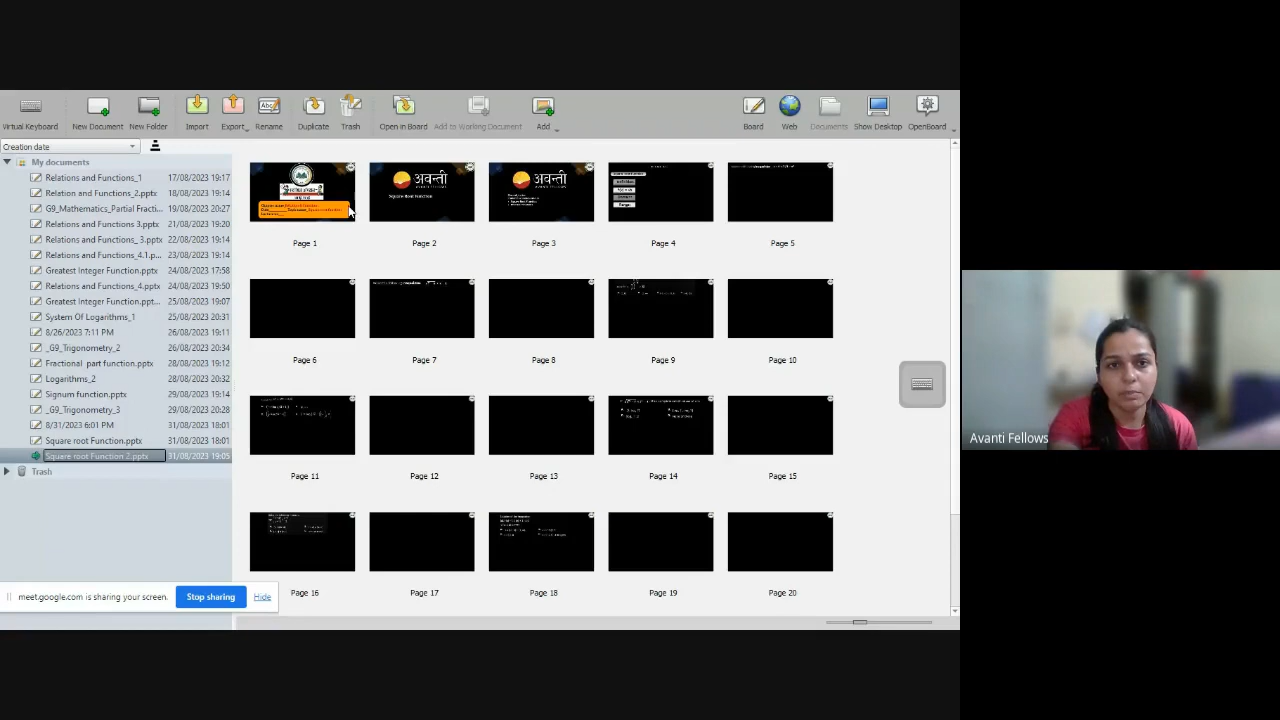 Virtual Keyboard
New Document
New Folder
Import
Export
Rename
Duplicate
Trash
Open in Board
Add to Working Document
Add
Board
Web
Documents
Show Desktop
OpenBoard
Creation date
My documents
Relations and Functions_1 17/08/2023 19:17
Relation and Functions_2.pptx 18/08/2023 19:14
_G9_Mathematics_Partial Fracti... 19/08/2023 20:27
Relations and Functions 3.pptx 21/08/2023 19:20
Relations and Functions_ 3.pptx 22/08/2023 19:14
Relations and Functions_4.1.p... 23/08/2023 19:14
Greatest Integer Function.pptx 24/08/2023 17:58
Relations and Functions_4.pptx 24/08/2023 19:50
Greatest Integer Function.ppt... 25/08/2023 19:07
System Of Logarithms_1 25/08/2023 20:31
8/26/2023 7:11 PM 26/08/2023 19:11
_G9_Trigonometry_2 26/08/2023 20:34
Fractional part function.pptx 28/08/2023 19:12
Logarithms_2 28/08/2023 20:32
Signum function.pptx 29/08/2023 19:14
_G9_Trigonometry_3 29/08/2023 20:28
8/31/2023 6:01 PM 31/08/2023 18:01
Square root Function.pptx 31/08/2023 18:01
Square root Function 2.pptx 31/08/2023 19:05
Trash
अवन्ती
Square Root Function
अवन्ती
Page 1
Page 2
Page 3
Page 4
Page 5
Page 6
Page 7
Page 8
Page 9
Page 10
Page 11
Page 12
Page 13
Page 14
Page 15
Page 16
Page 17
Page 18
Page 19
Page 20
meet.google.com is sharing your screen.
Stop sharing
Hide
Avanti Fellows